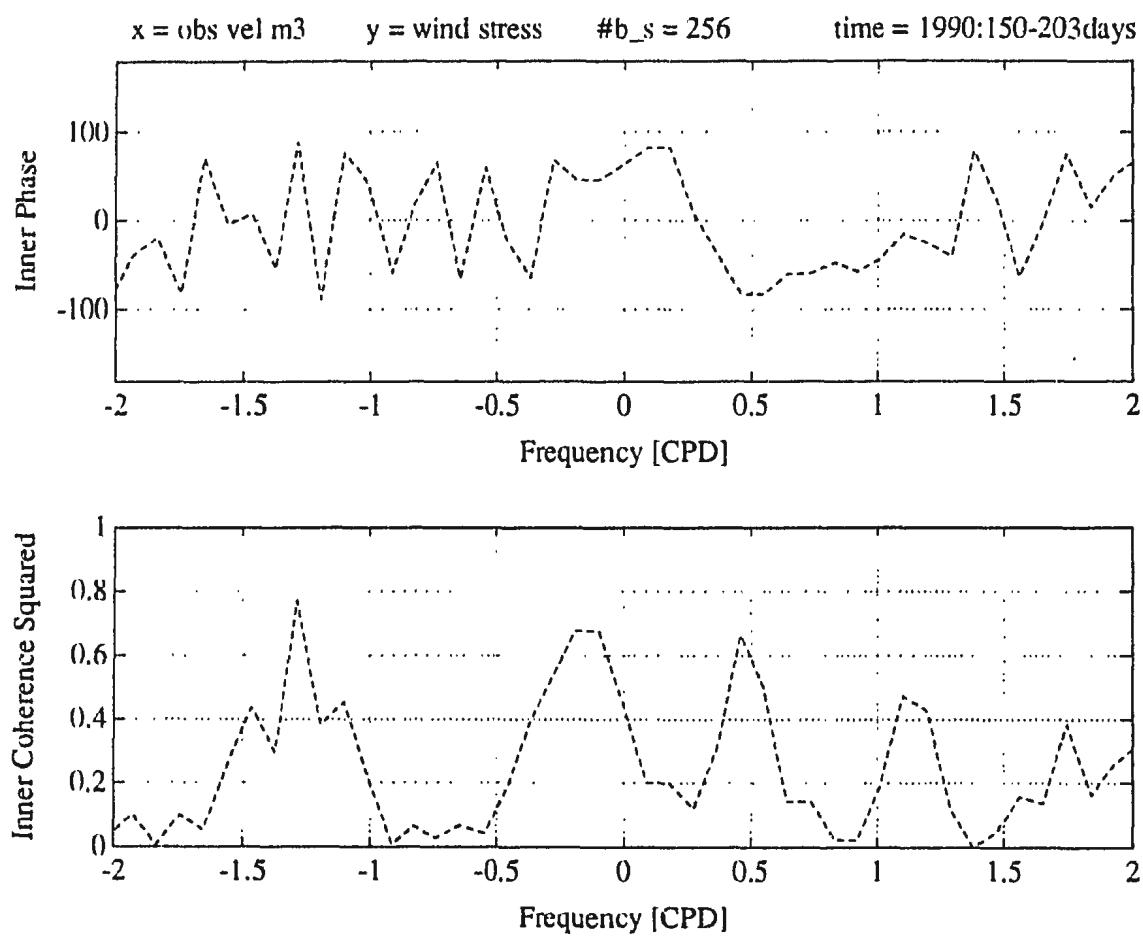 x = obs vel m3 y = wind stress #b_s = 256 time = 1990:150-203days
100
0
-100
Inner Phase
-2 -1.5 -1 -0.5 0 0.5 1 1.5 2
Frequency [CPD]
1
0.8
0.6
0.4
0.2
0
Inner Coherence Squared
-2 -1.5 -1 -0.5 0 0.5 1 1.5 2
Frequency [CPD]